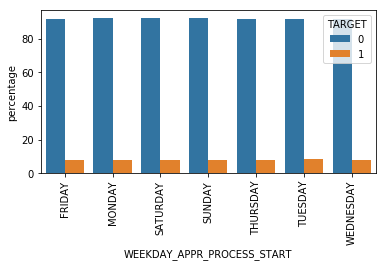 TARGET
0
1
percentage
80
60
40
20
0
FRIDAY
MONDAY
SATURDAY
SUNDAY
THURSDAY
TUESDAY
WEDNESDAY
WEEKDAY_APPR_PROCESS_START